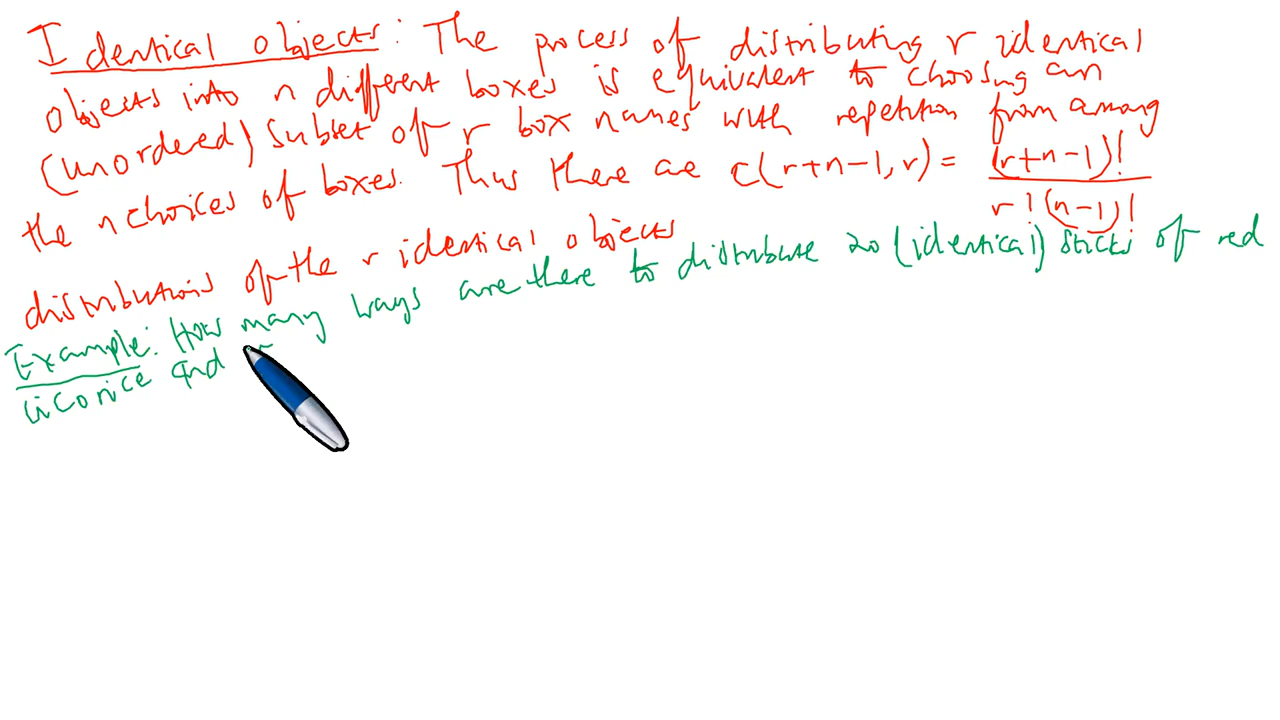 Identical objects: The process of distributing r identical
objects into n different boxes is equivalent to choosing an
(unordered) subset of r box names with repetition from among
the n choices of boxes. Thus there are C(r+n-1,r) = (r+n-1)! / r!(n-1)!
distributions of the r identical objects
Example: How many ways are there to distribute 20 (identical) sticks of red
licorice and